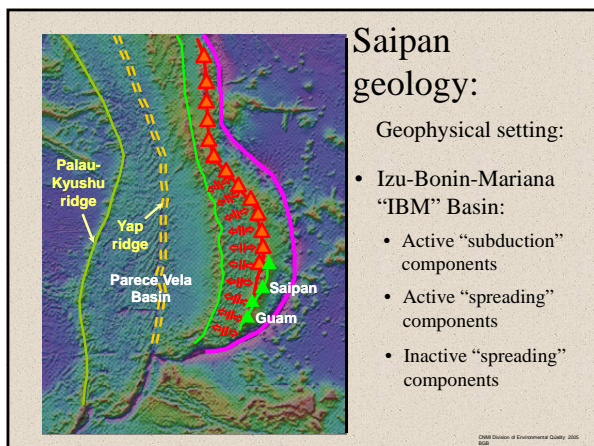 Saipan
geology:
Geophysical setting:
• Izu-Bonin-Mariana
“IBM” Basin:
• Active “subduction”
components
• Active “spreading”
components
• Inactive “spreading”
components
Palau-
Kyushu
ridge
Yap
ridge
Parece Vela
Basin
Saipan
Guam
CNMI Division of Environmental Quality 2005
BGB